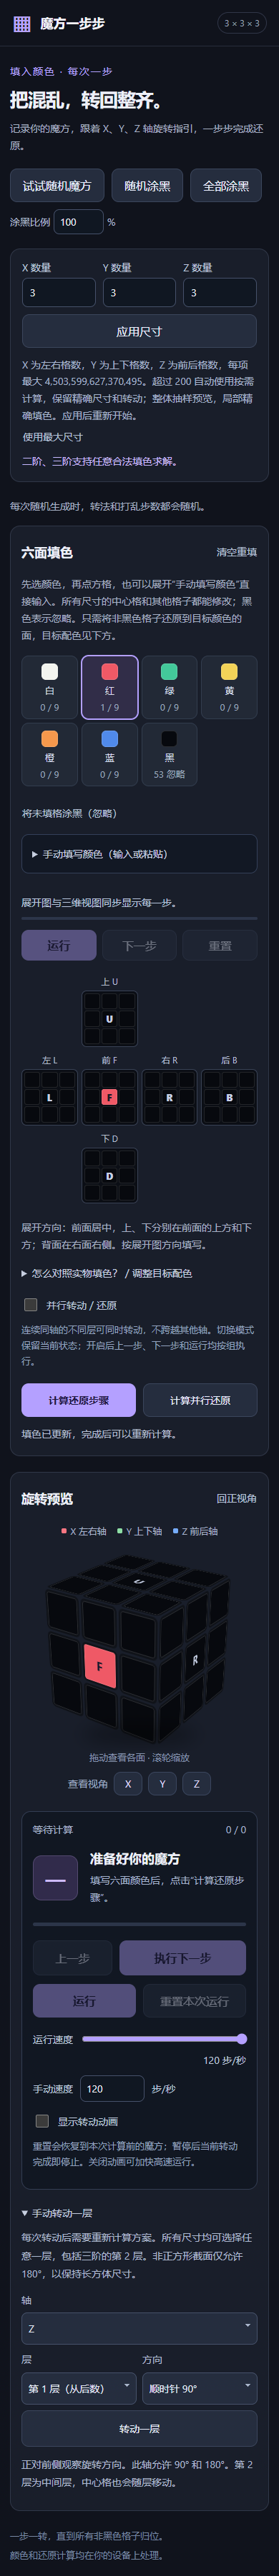 魔方一步步
3 × 3 × 3
填入颜色 · 每次一步
把混乱，转回整齐。
记录你的魔方，跟着 X、Y、Z 轴旋转指引，一步步完成还
原。
试试随机魔方
随机涂黑
全部涂黑
涂黑比例 100 %
X 数量
Y 数量
Z 数量
3
3
3
应用尺寸
X 为左右格数，Y 为上下格数，Z 为前后格数，每项
最大 4,503,599,627,370,495。超过 200 自动使用按需
计算，保留精确尺寸和转动；整体抽样预览，局部精
确填色。应用后重新开始。
使用最大尺寸
二阶、三阶支持任意合法填色求解。
每次随机生成时，转法和打乱步数都会随机。
六面填色
清空重填
先选颜色，再点方格，也可以展开“手动填写颜色”直
接输入。所有尺寸的中心格和其他格子都能修改；黑
色表示忽略。只需将非黑色格子还原到目标颜色的
面，目标配色见下方。
白
0 / 9
红
1 / 9
绿
0 / 9
黄
0 / 9
橙
0 / 9
蓝
0 / 9
黑
53 忽略
将未填格涂黑（忽略）
▶ 手动填写颜色（输入或粘贴）
展开图与三维视图同步显示每一步。
运行
下一步
重置
上 U
U
左 L
前 F
右 R
后 B
L
F
R
B
下 D
D
展开方向：前面居中，上、下分别在前面的上方和下
方；背面在右面右侧。按展开图方向填写。
▶ 怎么对照实物填色？ / 调整目标配色
并行转动 / 还原
连续同轴的不同层可同时转动，不跨越其他轴。切换模式
保留当前状态；开启后上一步、下一步和运行均按组执
行。
计算还原步骤
计算并行还原
填色已更新，完成后可以重新计算。
旋转预览
回正视角
X 左右轴
Y 上下轴
Z 前后轴
U
F
R
拖动查看各面 · 滚轮缩放
查看视角
X
Y
Z
等待计算
0 / 0
—
准备好你的魔方
填写六面颜色后，点击“计算还原步
骤”。
上一步
执行下一步
运行
重置本次运行
运行速度
120 步/秒
手动速度 120 步/秒
显示转动动画
重置会恢复到本次计算前的魔方；暂停后当前转动
完成即停止。关闭动画可加快高速运行。
▼ 手动转动一层
每次转动后需要重新计算方案。所有尺寸均可选择任
意一层，包括三阶的第 2 层。非正方形截面仅允许
180°，以保持长方体尺寸。
轴
Z
层
方向
第 1 层（从后数）
顺时针 90°
转动一层
正对前侧观察旋转方向。此轴允许 90° 和 180°。第 2
层为中间层，中心格也会随层移动。
一步一转，直到所有非黑色格子归位。
颜色和还原计算均在你的设备上处理。